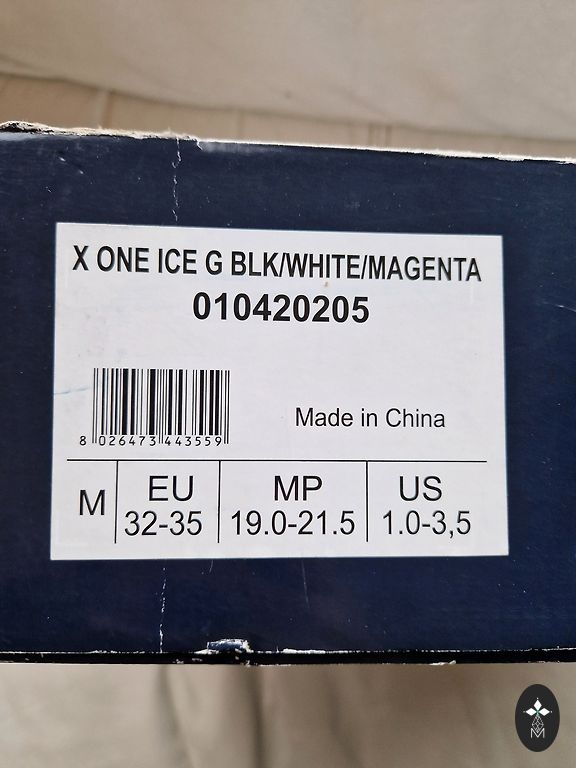 X ONE ICE G BLK/WHITE/MAGENTA
010420205
8 026473 443559
Made in China
M
EU
32-35
MP
19.0-21.5
US
1.0-3,5
M